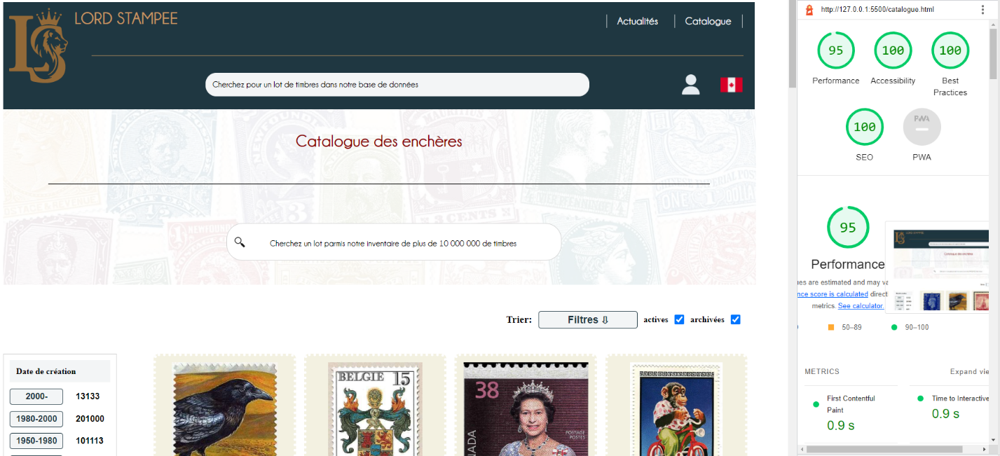 LORD STAMPEE
Actualités
Catalogue
Cherchez pour un lot de timbres dans notre base de données
Catalogue des enchères
Cherchez un lot parmis notre inventaire de plus de 10 000 000 de timbres
Trier:
Filtres ⇩
actives
archivées
Date de création
2000-
13133
1980-2000
201000
1950-1980
101113
BELGIE 15
38
POSTAGE
POSTES
http://127.0.0.1:5500/catalogue.html
95
100
100
Performance
Accessibility
Best
Practices
100
PWA
SEO
PWA
95
Performance
are estimated and may
score is calculated direct
metrics. See calculator.
50–89
90–100
METRICS
Expand
First Contentful
Paint
0.9 s
Time to Interactive
0.9 s